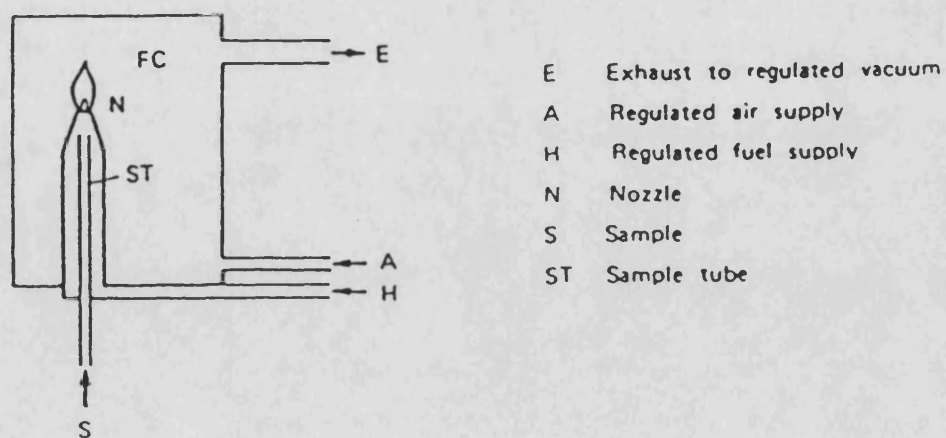 FC
E
N
ST
A
H
S
E Exhaust to regulated vacuum
A Regulated air supply
H Regulated fuel supply
N Nozzle
S Sample
ST Sample tube